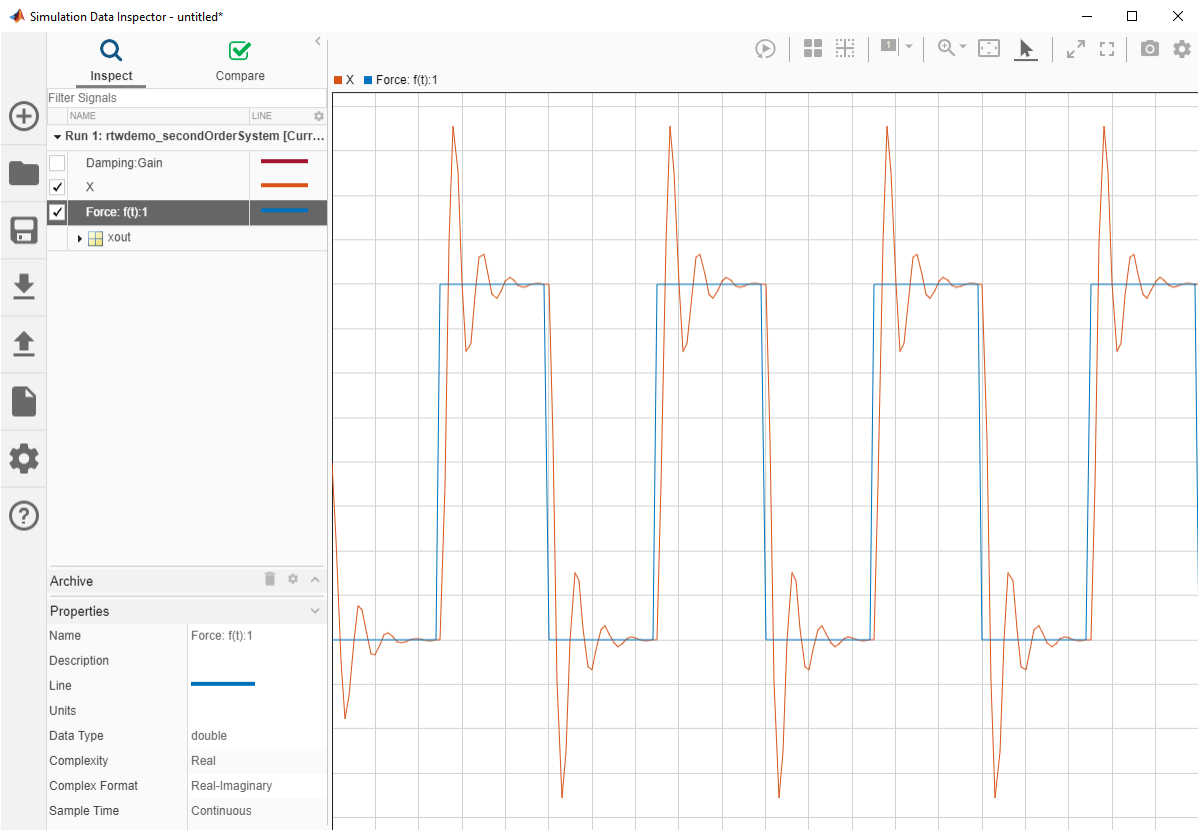 Simulation Data Inspector - untitled*
Inspect
Compare
Filter Signals
NAME LINE
Run 1: rtwdemo_secondOrderSystem [Curr...
Damping:Gain
X
Force: f(t):1
xout
Archive
Properties
Name Force: f(t):1
Description
Line
Units
Data Type double
Complexity Real
Complex Format Real-Imaginary
Sample Time Continuous
1
X Force: f(t):1